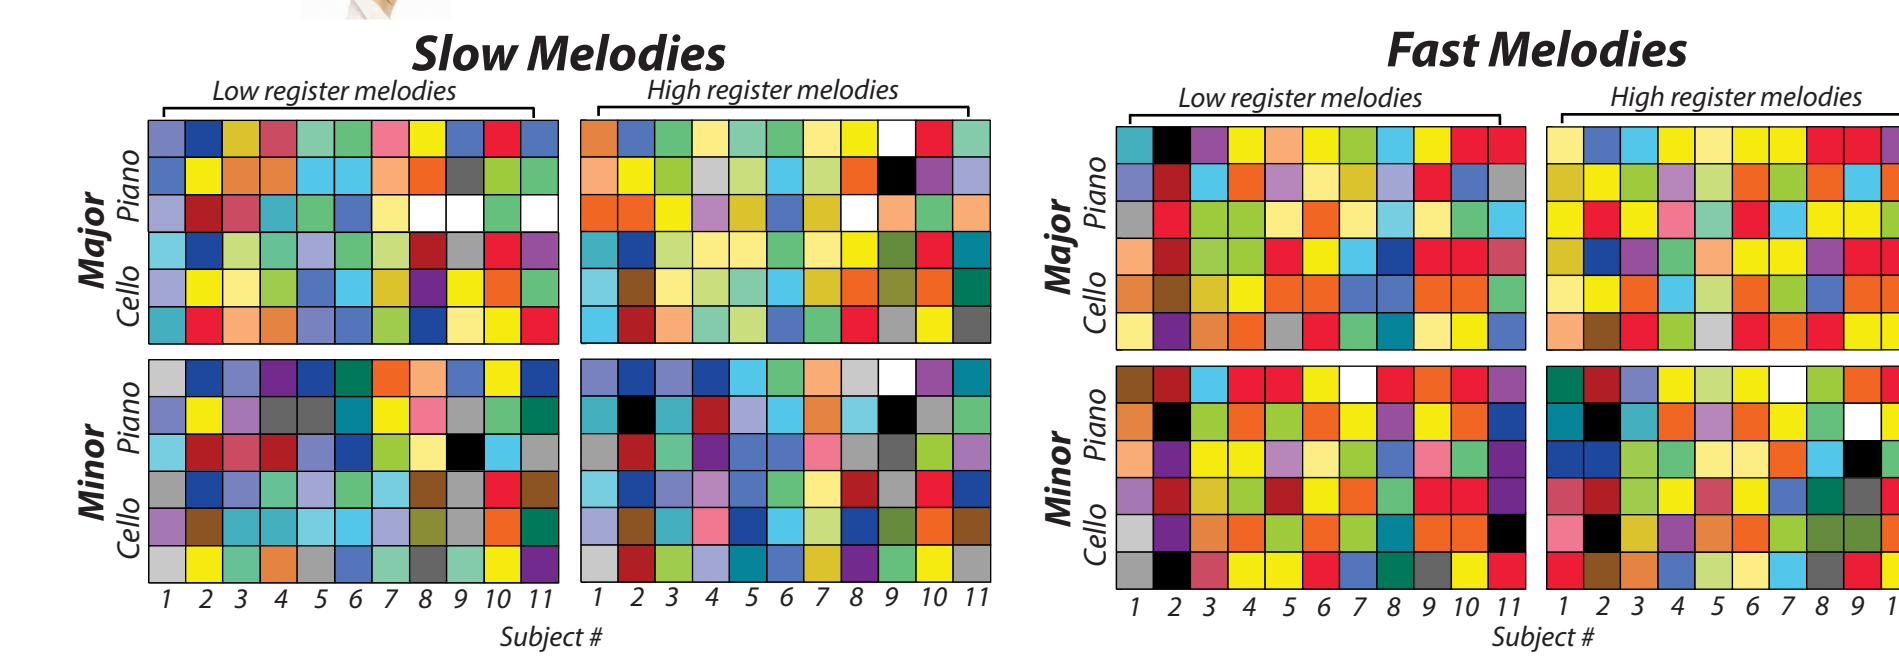 Slow Melodies
Low register melodies
High register melodies
Major
Piano
Cello
Minor
Piano
Cello
1 2 3 4 5 6 7 8 9 10 11
1 2 3 4 5 6 7 8 9 10 11
Subject #
Fast Melodies
Low register melodies
High register melodies
Major
Piano
Cello
Minor
Piano
Cello
1 2 3 4 5 6 7 8 9 10 11
1 2 3 4 5 6 7 8 9 1
Subject #